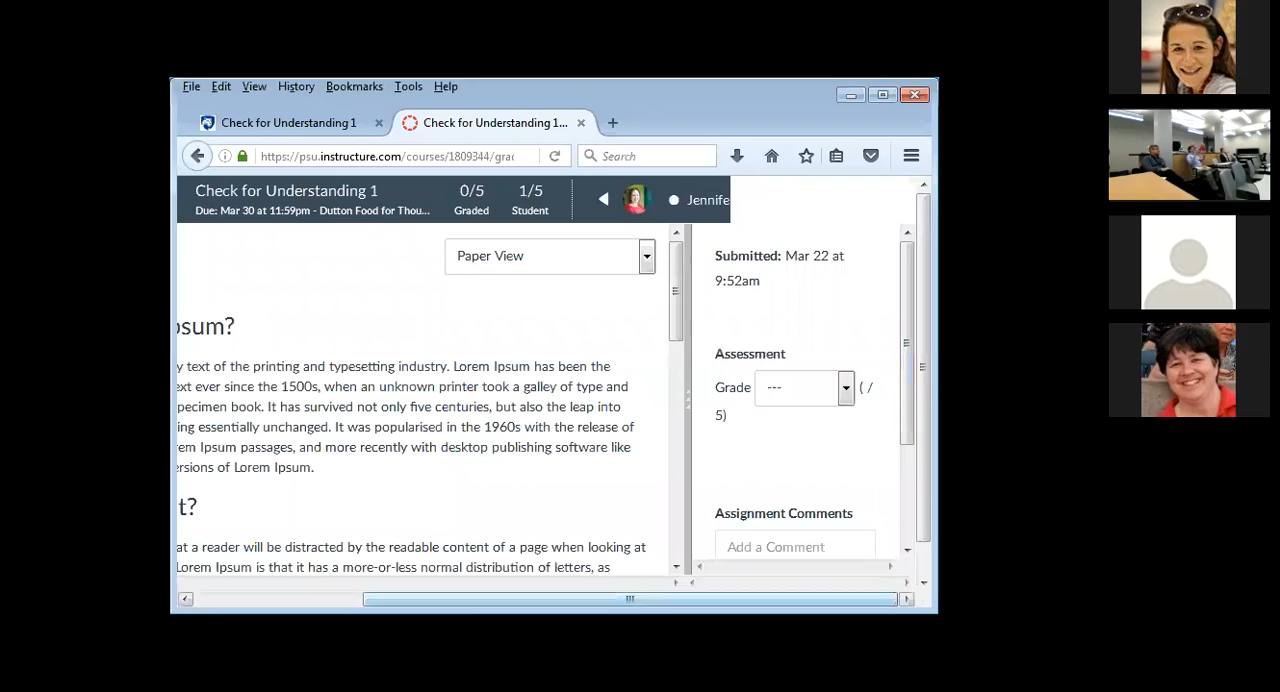 File Edit View History Bookmarks Tools Help
Check for Understanding 1
Check for Understanding 1...
https://psu.instructure.com/courses/1809344/grac
Search
Check for Understanding 1
Due: Mar 30 at 11:59pm - Dutton Food for Thou...
0/5
Graded
1/5
Student
Jennife
Paper View
psum?
y text of the printing and typesetting industry. Lorem Ipsum has been the
ext ever since the 1500s, when an unknown printer took a galley of type and
pecimen book. It has survived not only five centuries, but also the leap into
ing essentially unchanged. It was popularised in the 1960s with the release of
rem Ipsum passages, and more recently with desktop publishing software like
ersions of Lorem Ipsum.
t?
at a reader will be distracted by the readable content of a page when looking at
Lorem Ipsum is that it has a more-or-less normal distribution of letters, as
Submitted: Mar 22 at
9:52am
Assessment
Grade --- ( /
5)
Assignment Comments
Add a Comment